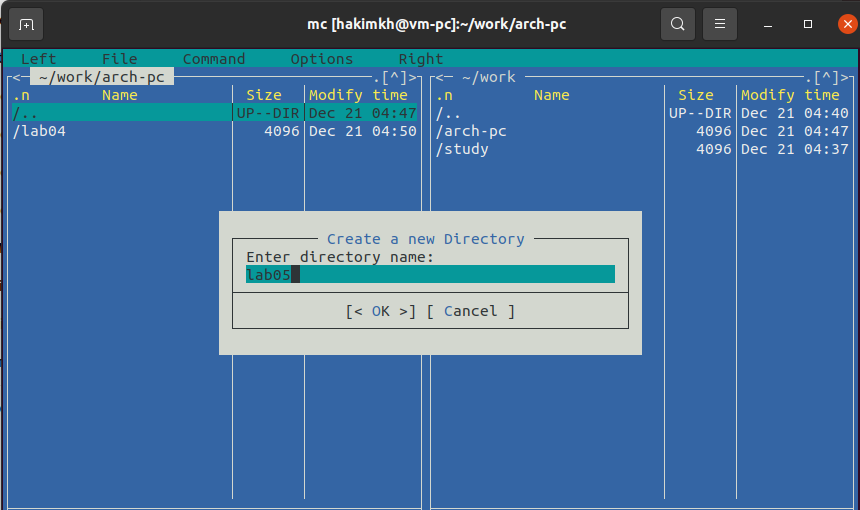 mc [hakimkh@vm-pc]:~/work/arch-pc
Left File Command Options Right
<─ ~/work/arch-pc ─.[^]>
.n Name Size Modify time
/.. UP--DIR Dec 21 04:47
/lab04 4096 Dec 21 04:50
<─ ~/work ─.[^]>
.n Name Size Modify time
/.. UP--DIR Dec 21 04:40
/arch-pc 4096 Dec 21 04:47
/study 4096 Dec 21 04:37
Create a new Directory
Enter directory name:
lab05
[< OK >] [ Cancel ]